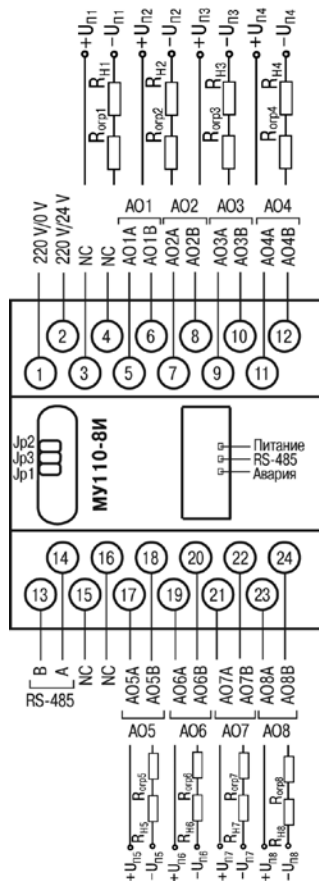 +Uп1 −Uп1 +Uп2 −Uп2 +Uп3 −Uп3 +Uп4 −Uп4
RН1 RН2 RН3 RН4
Rогр1 Rогр2 Rогр3 Rогр4
AO1 AO2 AO3 AO4
220 V/0 V 220 V/24 V NC NC AO1A AO1B AO2A AO2B AO3A AO3B AO4A AO4B
2 4 6 8 10 12
1 3 5 7 9 11
Jp2
Jp3
Jp1
МУ110-8И
Питание
RS-485
Авария
14 16 18 20 22 24
13 15 17 19 21 23
B A NC NC AO5A AO5B AO6A AO6B AO7A AO7B AO8A AO8B
RS-485
AO5 AO6 AO7 AO8
Rогр5 Rогр6 Rогр7 Rогр8
RН5 RН6 RН7 RН8
+Uп5 −Uп5 +Uп6 −Uп6 +Uп7 −Uп7 +Uп8 −Uп8